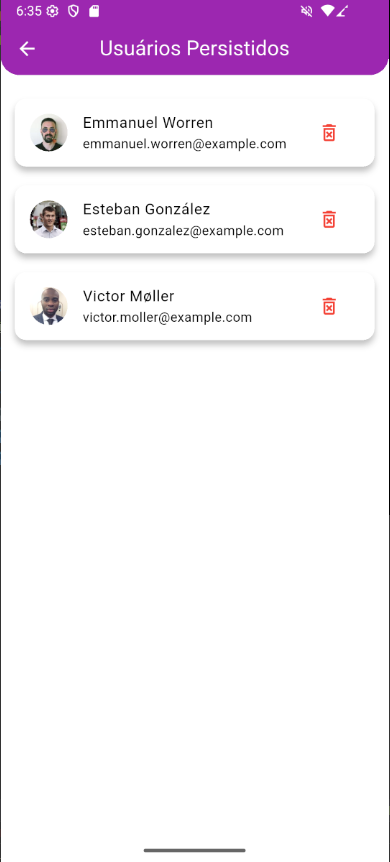 6:35
Usuários Persistidos
Emmanuel Worren
emmanuel.worren@example.com
Esteban González
esteban.gonzalez@example.com
Victor Møller
victor.moller@example.com